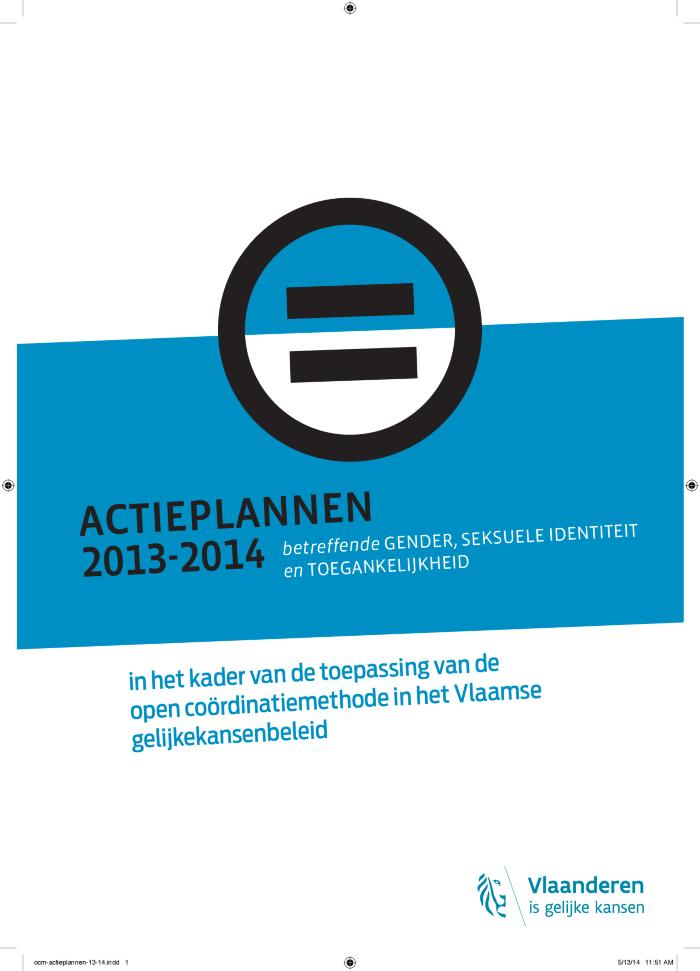 ACTIEPLANNEN
2013-2014
betreffende GENDER, SEKSUELE IDENTITEIT
en TOEGANKELIJKHEID
in het kader van de toepassing van de
open coördinatiemethode in het Vlaamse
gelijkekansenbeleid
Vlaanderen
is gelijke kansen
ocm-actieplannen-13-14.indd 1
5/13/14 11:51 AM